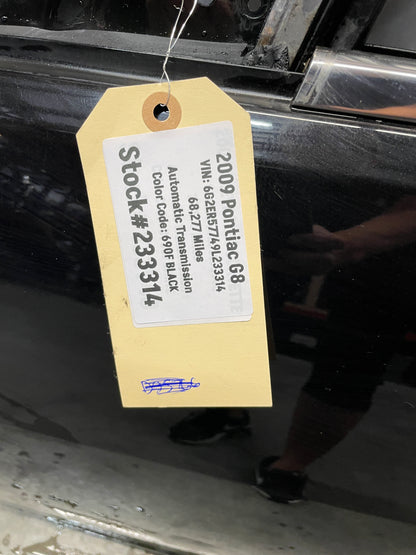 2009 Pontiac G8
VIN: 6G2ER57749L233314
68,277 Miles
Automatic Transmission
Color Code: 690F BLACK
Stock#233314